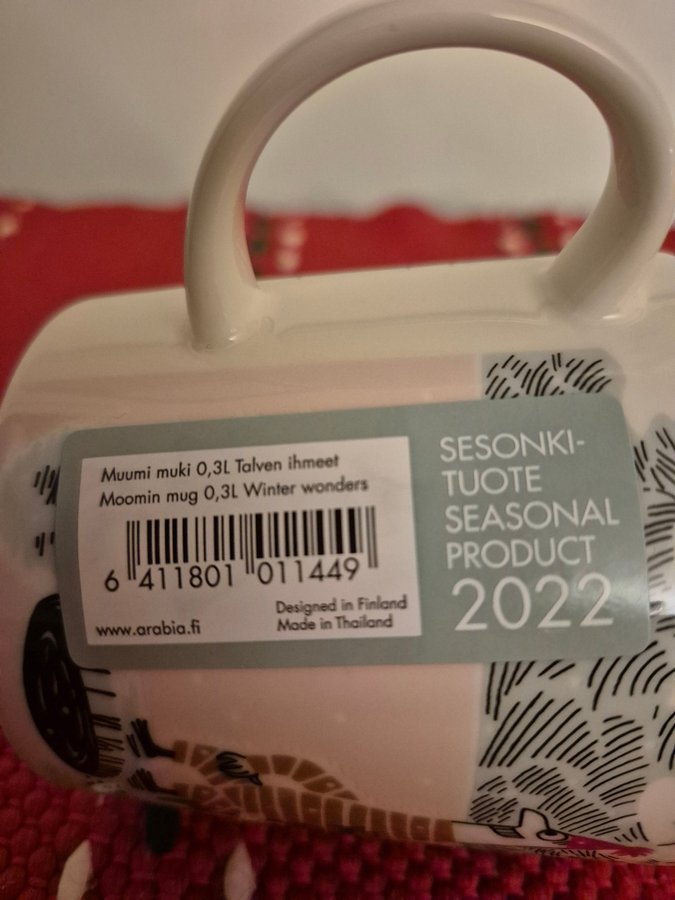 Muumi muki 0,3L Talven ihmeet
Moomin mug 0,3L Winter wonders
6 411801 011449
Designed in Finland
www.arabia.fi Made in Thailand
SESONKI-
TUOTE
SEASONAL
PRODUCT
2022